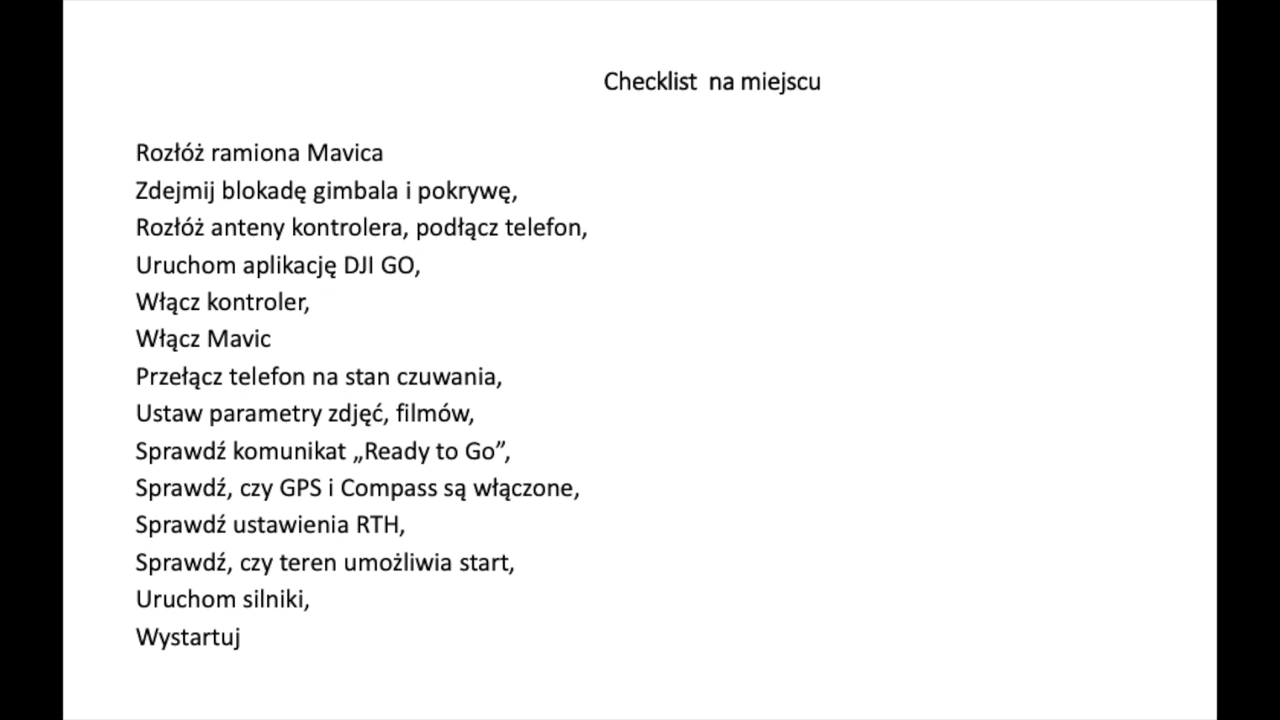 Checklist na miejscu
Rozłóż ramiona Mavica
Zdejmij blokadę gimbala i pokrywę,
Rozłóż anteny kontrolera, podłącz telefon,
Uruchom aplikację DJI GO,
Włącz kontroler,
Włącz Mavic
Przełącz telefon na stan czuwania,
Ustaw parametry zdjęć, filmów,
Sprawdź komunikat „Ready to Go”,
Sprawdź, czy GPS i Compass są włączone,
Sprawdź ustawienia RTH,
Sprawdź, czy teren umożliwia start,
Uruchom silniki,
Wystartuj